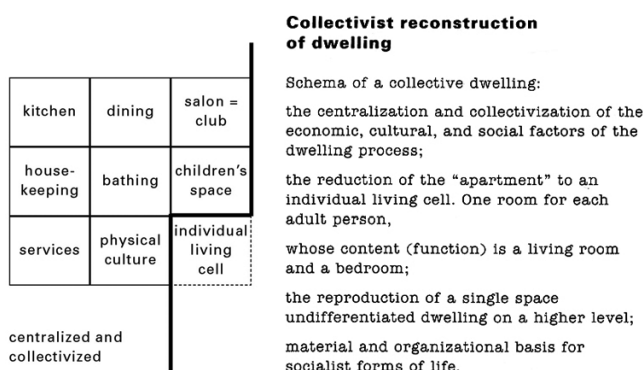 Collectivist reconstruction
of dwelling
kitchen
dining
salon =
club
house-
keeping
bathing
children's
space
services
physical
culture
individual
living
cell
centralized and
collectivized
Schema of a collective dwelling:
the centralization and collectivization of the
economic, cultural, and social factors of the
dwelling process;
the reduction of the “apartment” to an
individual living cell. One room for each
adult person,
whose content (function) is a living room
and a bedroom;
the reproduction of a single space
undifferentiated dwelling on a higher level;
material and organizational basis for
socialist forms of life.